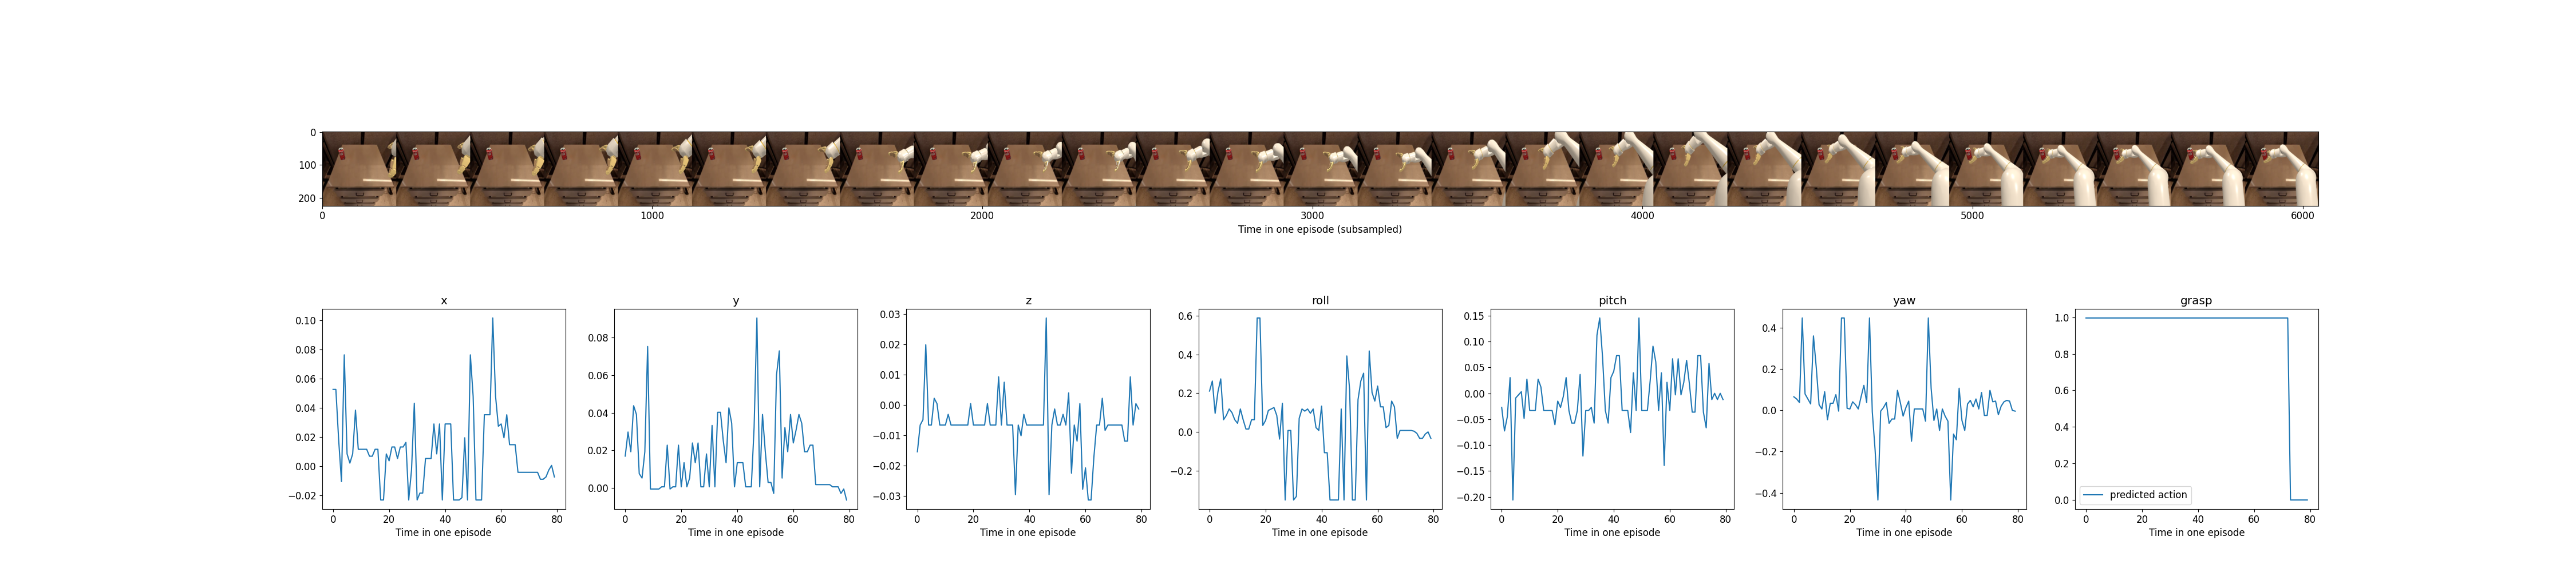 0
100
200
0 1000 2000 3000 4000 5000 6000
Time in one episode (subsampled)
x
0.10
0.08
0.06
0.04
0.02
0.00
−0.02
0 20 40 60 80
Time in one episode
y
0.08
0.06
0.04
0.02
0.00
0 20 40 60 80
Time in one episode
z
0.03
0.02
0.01
0.00
−0.01
−0.02
−0.03
0 20 40 60 80
Time in one episode
roll
0.6
0.4
0.2
0.0
−0.2
0 20 40 60 80
Time in one episode
pitch
0.15
0.10
0.05
0.00
−0.05
−0.10
−0.15
−0.20
0 20 40 60 80
Time in one episode
yaw
0.4
0.2
0.0
−0.2
−0.4
0 20 40 60 80
Time in one episode
grasp
1.0
0.8
0.6
0.4
0.2
0.0
predicted action
0 20 40 60 80
Time in one episode